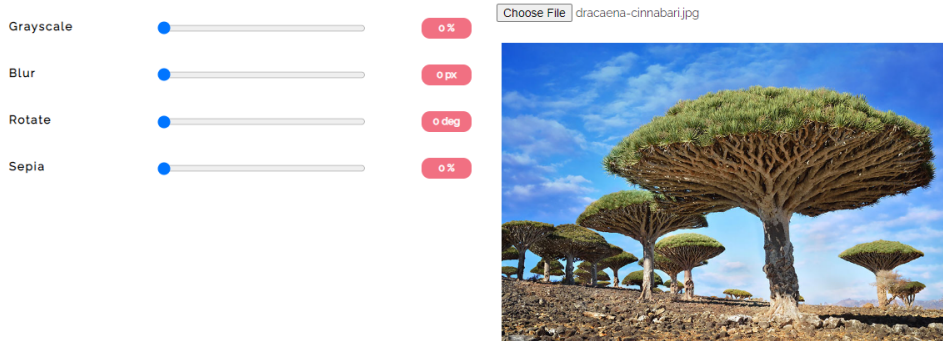 Grayscale 0 %
Blur 0 px
Rotate 0 deg
Sepia 0 %
Choose File dracaena-cinnabari.jpg